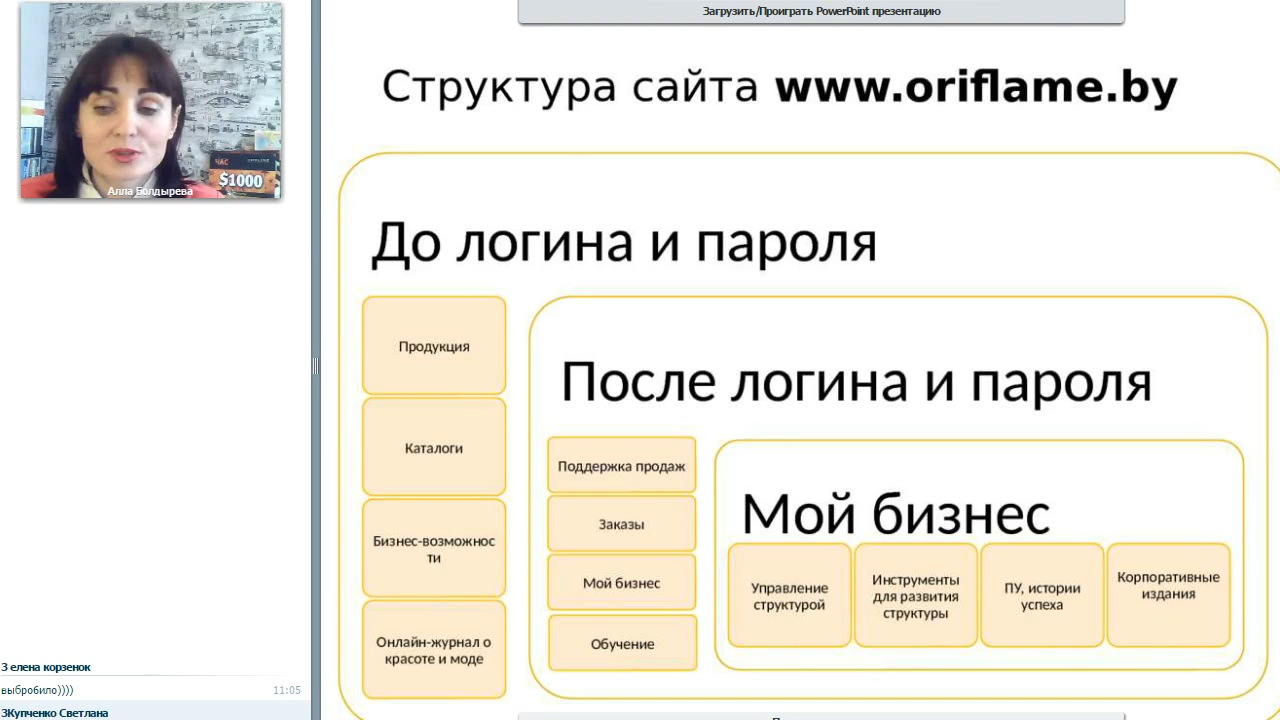 Загрузить/Проиграть PowerPoint презентацию
ЧАС
$1000
Алла Болдырева
Структура сайта www.oriflame.by
До логина и пароля
Продукция
Каталоги
Бизнес-возможнос
ти
Онлайн-журнал о
красоте и моде
После логина и пароля
Поддержка продаж
Заказы
Мой бизнес
Обучение
Мой бизнес
Управление
структурой
Инструменты
для развития
структуры
ПУ, истории
успеха
Корпоративные
издания
3 елена корзенок
выбробило)))) 11:05
3Купченко Светлана